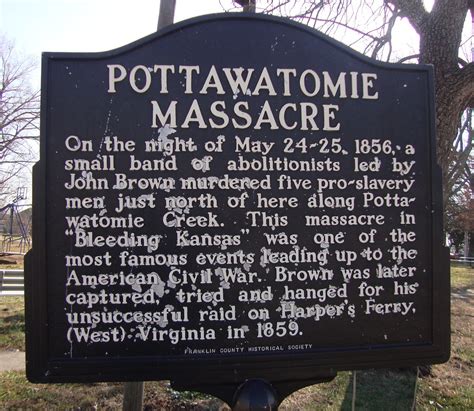 POTTAWATOMIE
MASSACRE
On the night of May 24-25, 1856, a
small band of abolitionists led by
John Brown murdered five pro-slavery
men just north of here along Potta-
watomie Creek. This massacre in
"Bleeding Kansas" was one of the
most famous events leading up to the
American Civil War. Brown was later
captured, tried and hanged for his
unsuccessful raid on Harper's Ferry,
(West) Virginia in 1859.
FRANKLIN COUNTY HISTORICAL SOCIETY